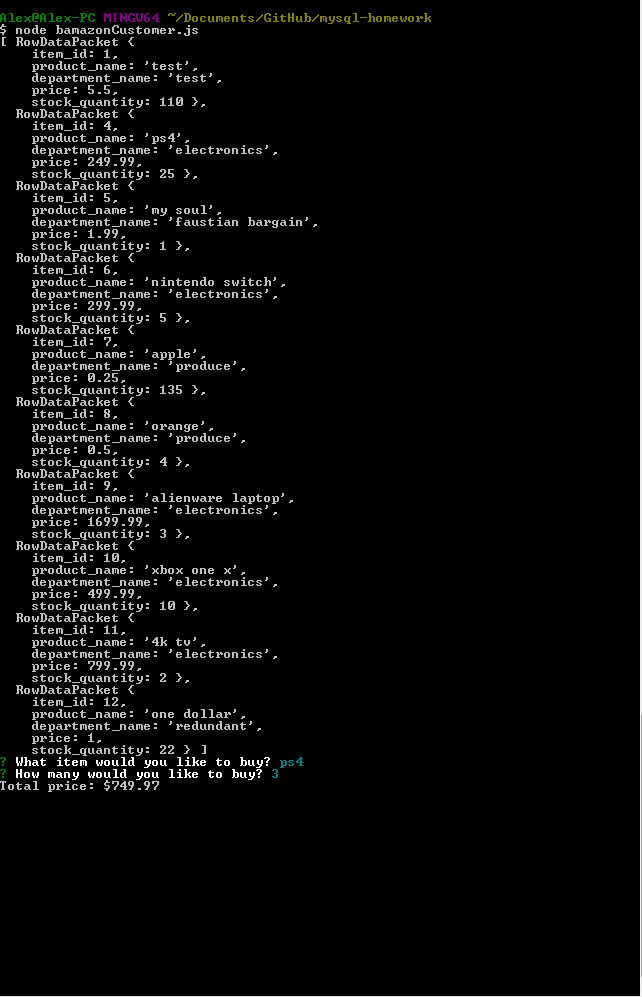 Alex@Alex-PC MINGW64 ~/Documents/GitHub/mysql-homework
$ node bamazonCustomer.js
[ RowDataPacket {
    item_id: 1,
    product_name: 'test',
    department_name: 'test',
    price: 5.5,
    stock_quantity: 110 },
  RowDataPacket {
    item_id: 4,
    product_name: 'ps4',
    department_name: 'electronics',
    price: 249.99,
    stock_quantity: 25 },
  RowDataPacket {
    item_id: 5,
    product_name: 'my soul',
    department_name: 'faustian bargain',
    price: 1.99,
    stock_quantity: 1 },
  RowDataPacket {
    item_id: 6,
    product_name: 'nintendo switch',
    department_name: 'electronics',
    price: 299.99,
    stock_quantity: 5 },
  RowDataPacket {
    item_id: 7,
    product_name: 'apple',
    department_name: 'produce',
    price: 0.25,
    stock_quantity: 135 },
  RowDataPacket {
    item_id: 8,
    product_name: 'orange',
    department_name: 'produce',
    price: 0.5,
    stock_quantity: 4 },
  RowDataPacket {
    item_id: 9,
    product_name: 'alienware laptop',
    department_name: 'electronics',
    price: 1699.99,
    stock_quantity: 3 },
  RowDataPacket {
    item_id: 10,
    product_name: 'xbox one x',
    department_name: 'electronics',
    price: 499.99,
    stock_quantity: 10 },
  RowDataPacket {
    item_id: 11,
    product_name: '4k tv',
    department_name: 'electronics',
    price: 799.99,
    stock_quantity: 2 },
  RowDataPacket {
    item_id: 12,
    product_name: 'one dollar',
    department_name: 'redundant',
    price: 1,
    stock_quantity: 22 } ]
? What item would you like to buy? ps4
? How many would you like to buy? 3
Total price: $749.97